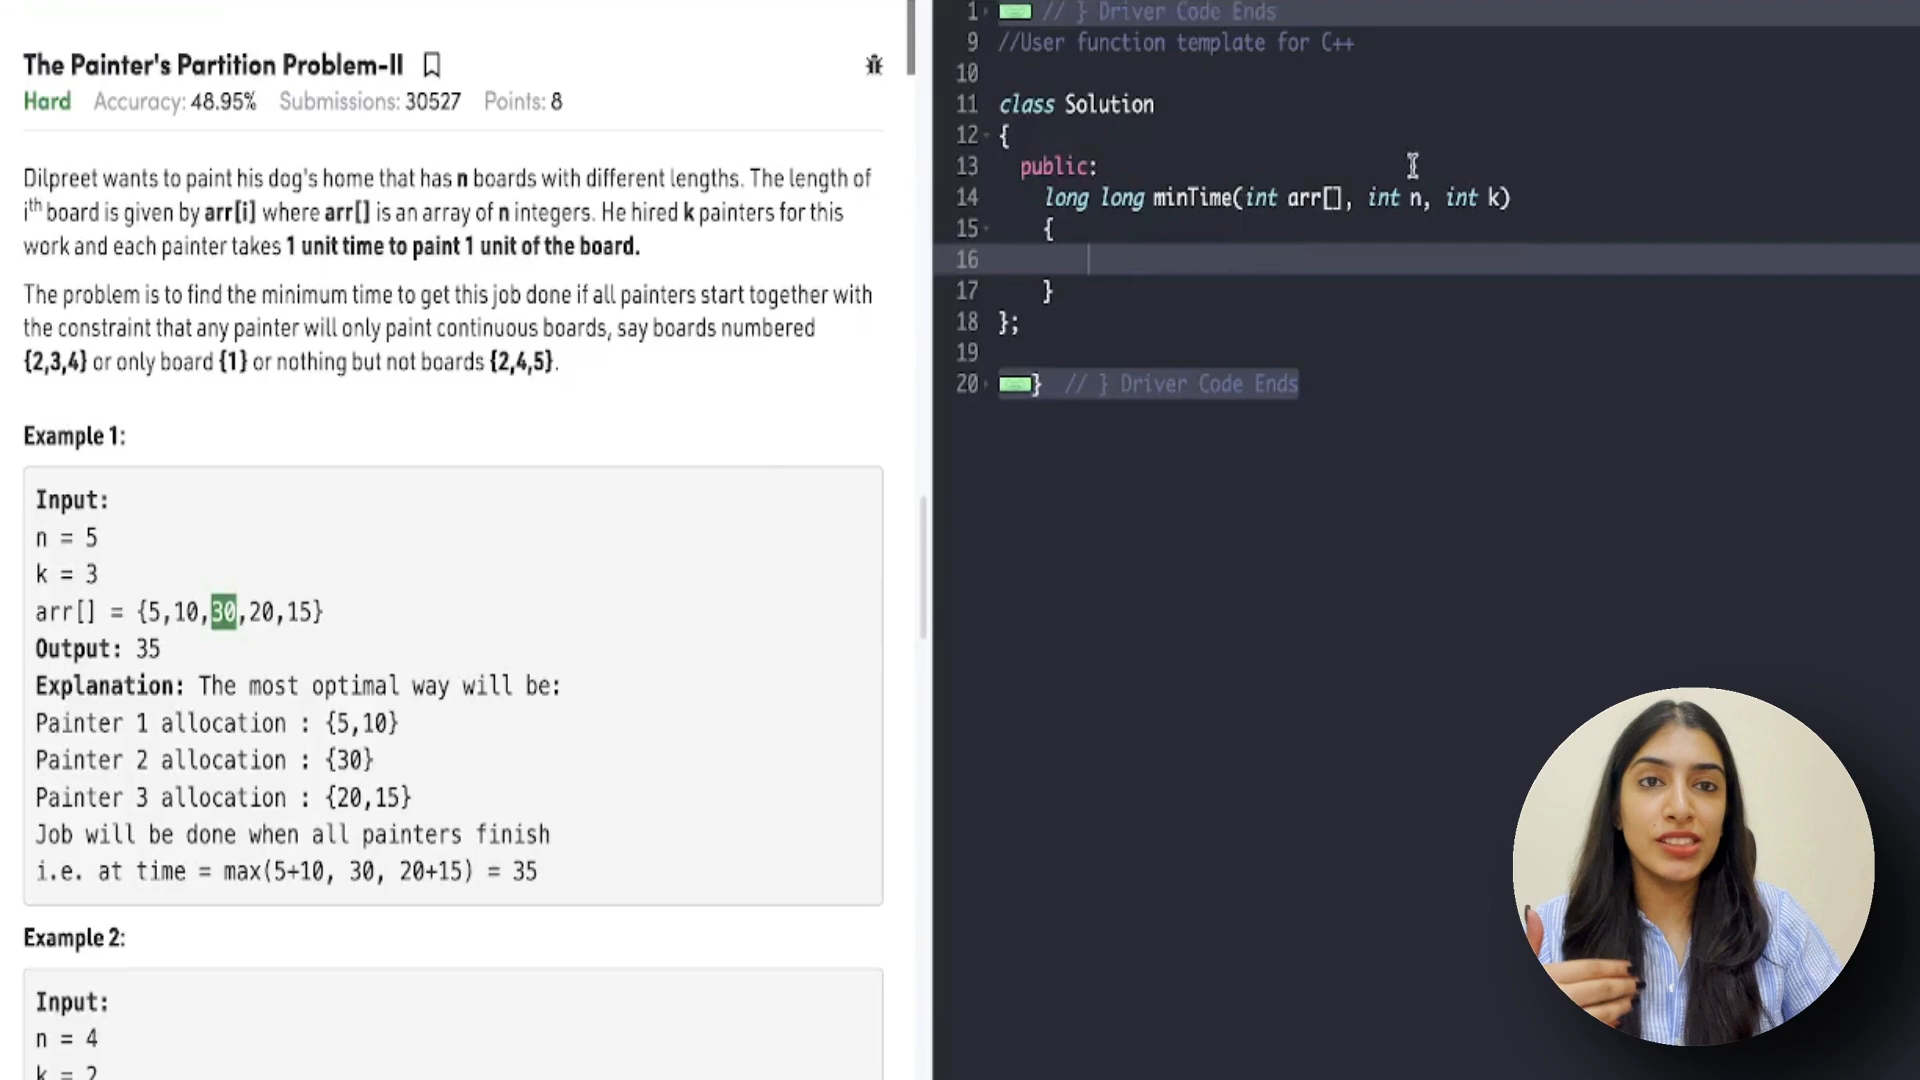 The Painter's Partition Problem-II
Hard Accuracy: 48.95% Submissions: 30527 Points: 8
Dilpreet wants to paint his dog's home that has n boards with different lengths. The length of
ith board is given by arr[i] where arr[] is an array of n integers. He hired k painters for this
work and each painter takes 1 unit time to paint 1 unit of the board.
The problem is to find the minimum time to get this job done if all painters start together with
the constraint that any painter will only paint continuous boards, say boards numbered
{2,3,4} or only board {1} or nothing but not boards {2,4,5}.
Example 1:
Input:
n = 5
k = 3
arr[] = {5,10,30,20,15}
Output: 35
Explanation: The most optimal way will be:
Painter 1 allocation : {5,10}
Painter 2 allocation : {30}
Painter 3 allocation : {20,15}
Job will be done when all painters finish
i.e. at time = max(5+10, 30, 20+15) = 35
Example 2:
Input:
n = 4
k = 2
1 // } Driver Code Ends
9 //User function template for C++
10
11 class Solution
12 {
13 public:
14 long long minTime(int arr[], int n, int k)
15 {
16
17 }
18 };
19
20 } // } Driver Code Ends